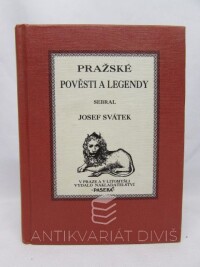 PRAŽSKÉ
POVĚSTI A LEGENDY
SEBRAL
JOSEF SVÁTEK
V PRAZE A V LITOMYŠLI
VYDALO NAKLADATELSTVÍ
PASEKA
ANTIKVARIÁT DIVIŠ